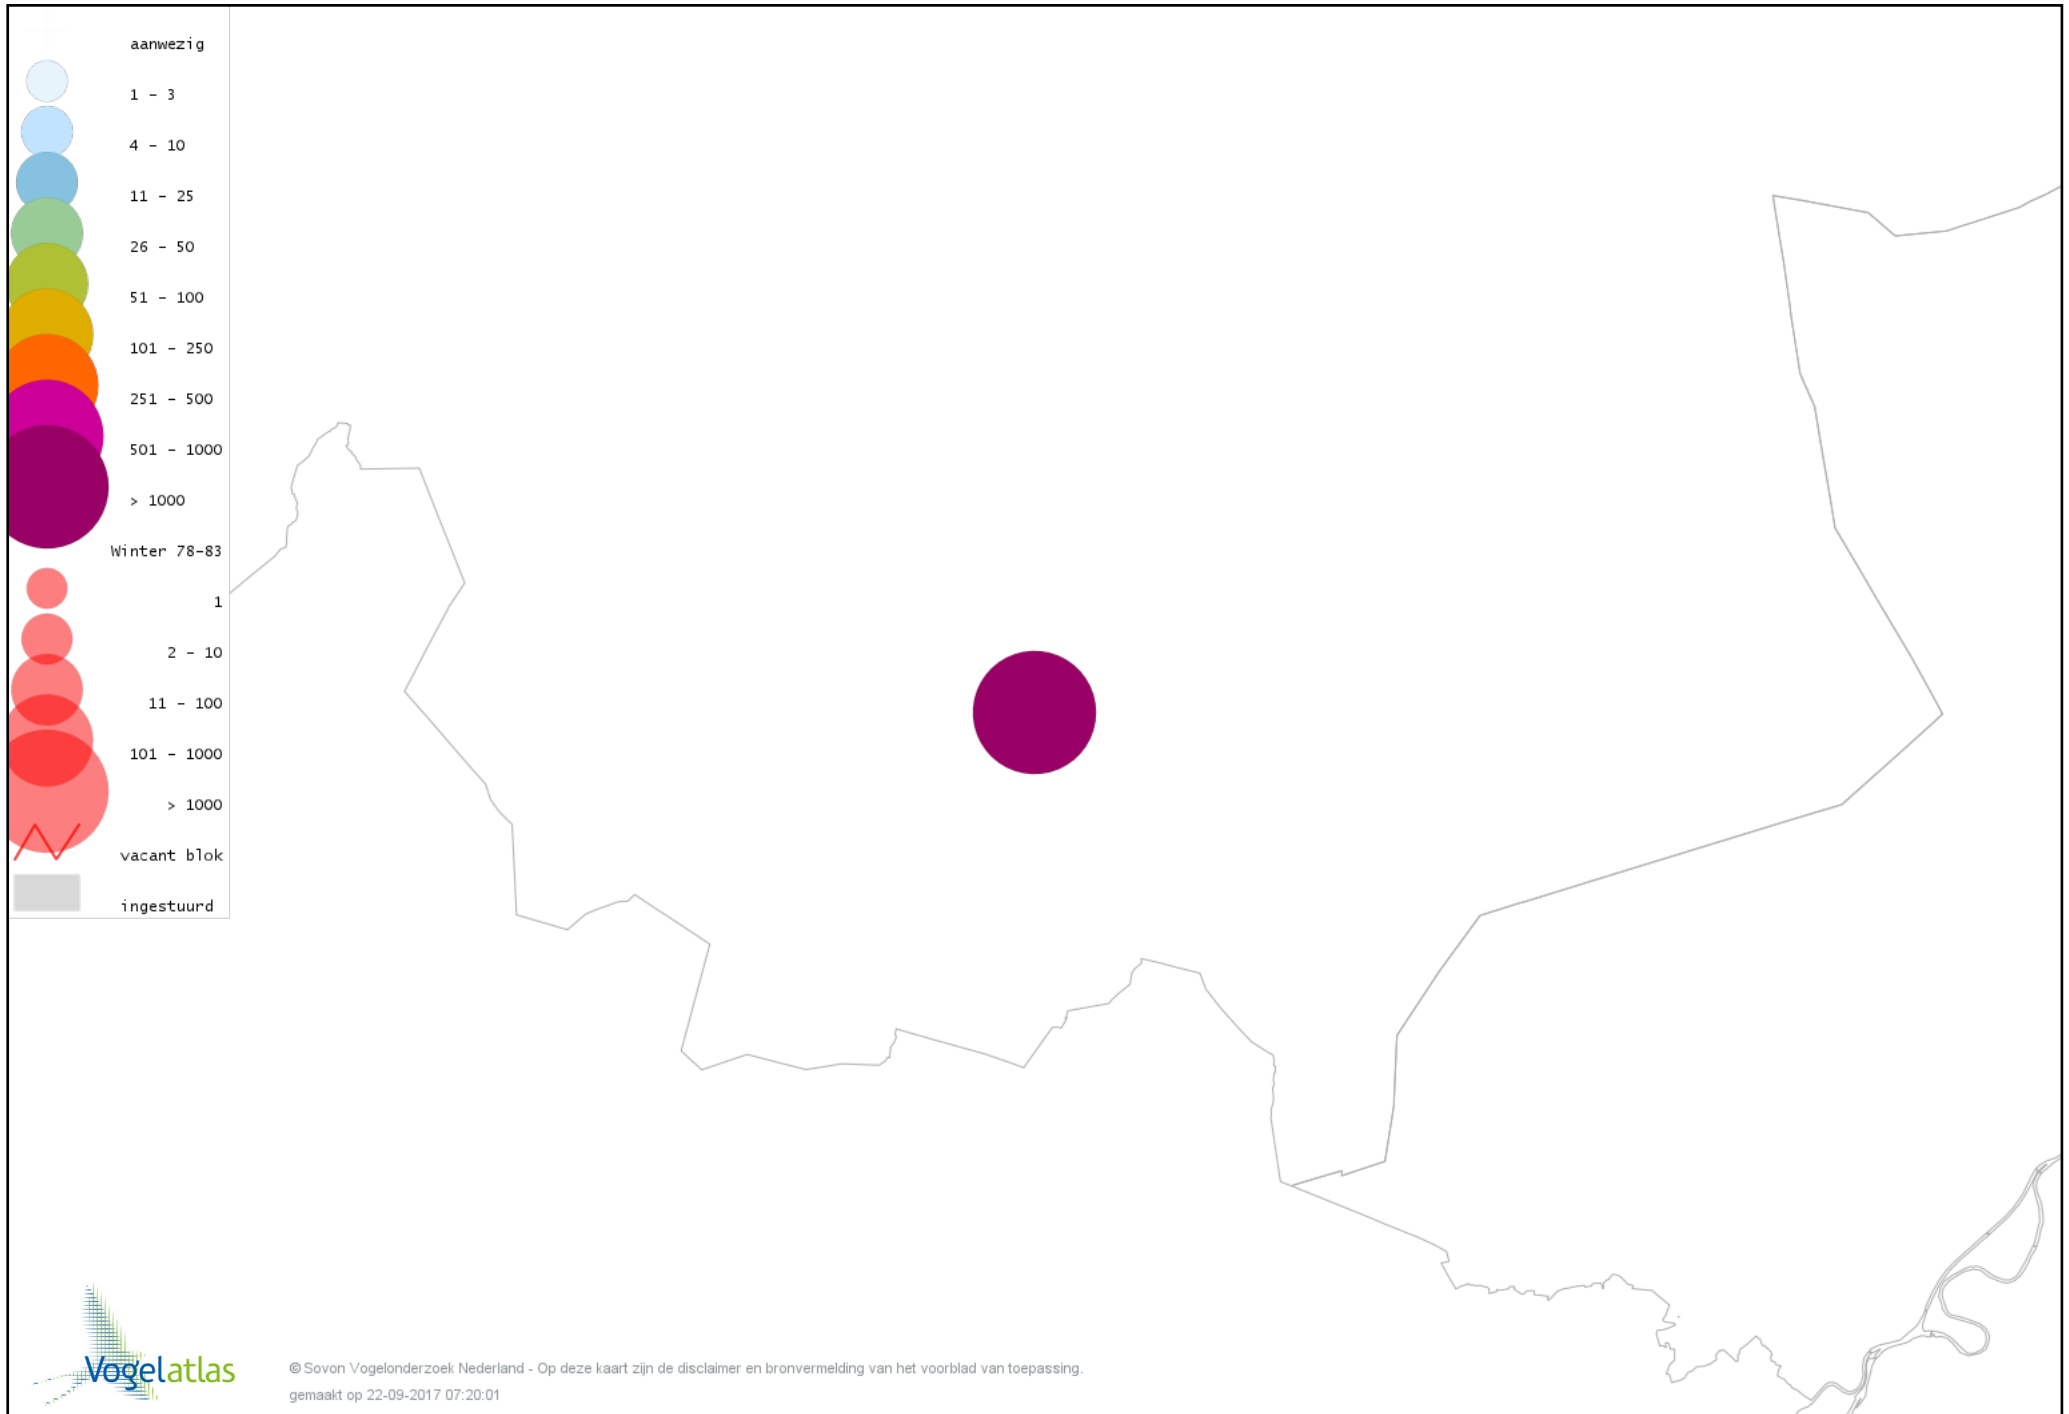 aanwezig
1 - 3
4 - 10
11 - 25
26 - 50
51 - 100
101 - 250
251 - 500
501 - 1000
> 1000
Winter 78-83
1
2 - 10
11 - 100
101 - 1000
> 1000
vacant blok
ingestuurd
Vogelatlas
© Sovon Vogelonderzoek Nederland - Op deze kaart zijn de disclaimer en bronvermelding van het voorblad van toepassing.
gemaakt op 22-09-2017 07:20:01